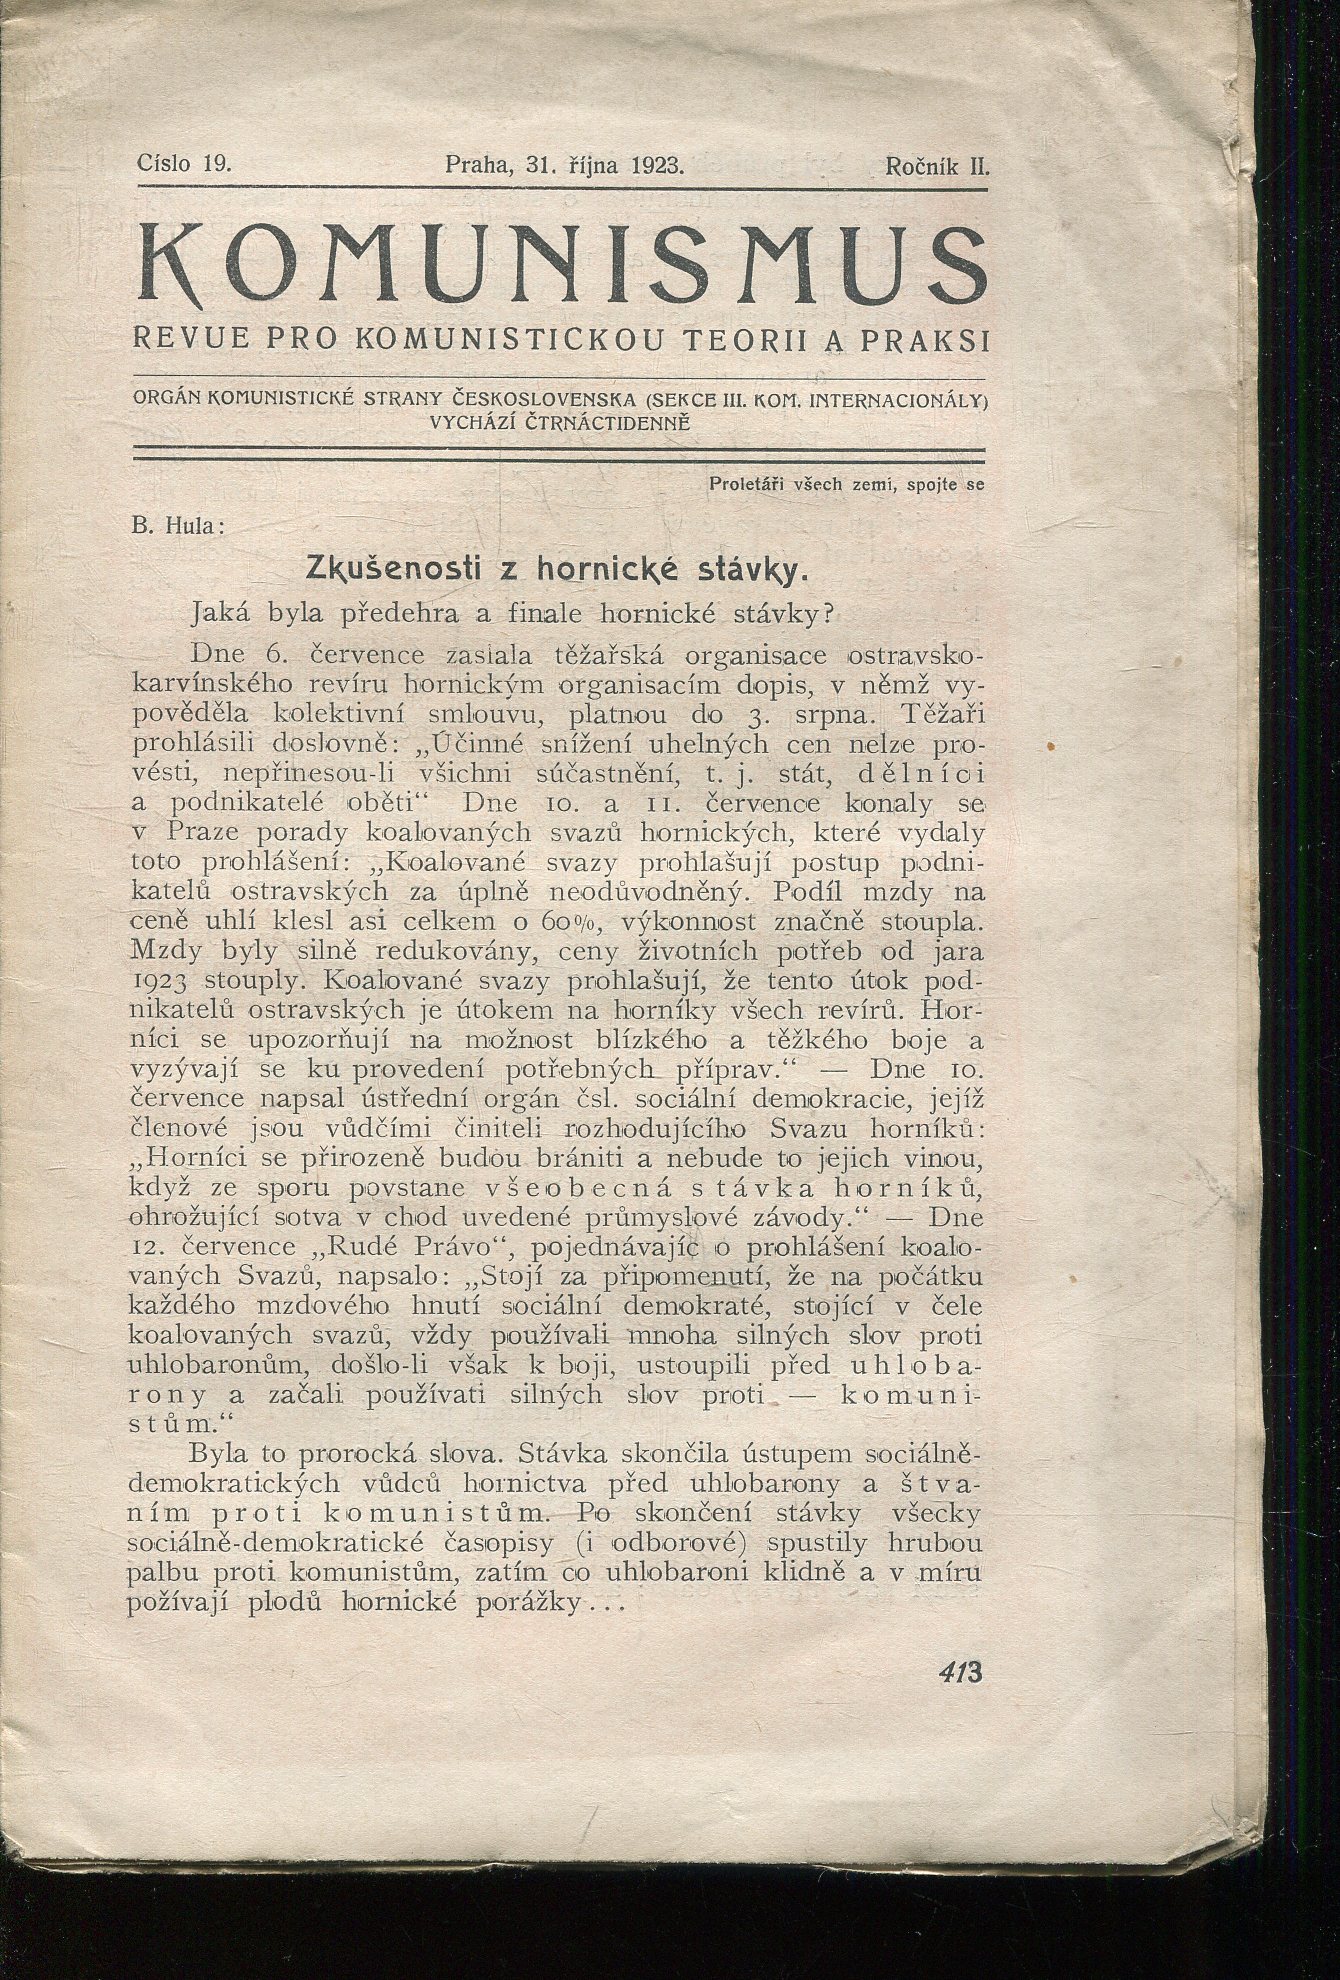 Císlo 19.
Praha, 31. října 1923.
Ročník II.
KOMUNISMUS
REVUE PRO KOMUNISTICKOU TEORII A PRAKSI
ORGÁN KOMUNISTICKÉ STRANY ČESKOSLOVENSKA (SEKCE III. KOM. INTERNACIONÁLY)
VYCHÁZÍ ČTRNÁCTIDENNĚ
Proletáři všech zemí, spojte se
B. Hula:
Zkušenosti z hornické stávky.
Jaká byla předehra a finale hornické stávky?
Dne 6. července zaslala těžařská organisace ostravsko-
karvínského revíru hornickým organisacím dopis, v němž vy-
pověděla kolektivní smlouvu, platnou do 3. srpna. Těžaři
prohlásili doslovně: „Účinné snížení uhelných cen nelze pro-
vésti, nepřinesou-li všichni súčastnění, t. j. stát, dělníci
a podnikatelé oběti“ Dne 10. a 11. července konaly se
v Praze porady koalovaných svazů hornických, které vydaly
toto prohlášení: „Koalované svazy prohlašují postup podni-
katelů ostravských za úplně neodůvodněný. Podíl mzdy na
ceně uhlí klesl asi celkem o 60%, výkonnost značně stoupla.
Mzdy byly silně redukovány, ceny životních potřeb od jara
1923 stouply. Koalované svazy prohlašují, že tento útok pod-
nikatelů ostravských je útokem na horníky všech revírů. Hor-
níci se upozorňují na možnost blízkého a těžkého boje a
vyzývají se ku provedení potřebných příprav.“ — Dne 10.
července napsal ústřední orgán čsl. sociální demokracie, jejíž
členové jsou vůdčími činiteli rozhodujícího Svazu horníků:
„Horníci se přirozeně budou brániti a nebude to jejich vinou,
když ze sporu povstane všeobecná stávka horníků,
ohrožující sotva v chod uvedené průmyslové závody.“ — Dne
12. července „Rudé Právo“, pojednávajíc o prohlášení koalo-
vaných Svazů, napsalo: „Stojí za připomenutí, že na počátku
každého mzdového hnutí sociální demokraté, stojící v čele
koalovaných svazů, vždy používali mnoha silných slov proti
uhlobaronům, došlo-li však k boji, ustoupili před uhloba-
rony a začali používati silných slov proti — komuni-
stům.“
Byla to prorocká slova. Stávka skončila ústupem sociálně-
demokratických vůdců hornictva před uhlobarony a štva-
ním proti komunistům. Po skončení stávky všecky
sociálně-demokratické časopisy (i odborové) spustily hrubou
palbu proti komunistům, zatím co uhlobaroni klidně a v míru
požívají plodů hornické porážky...
413